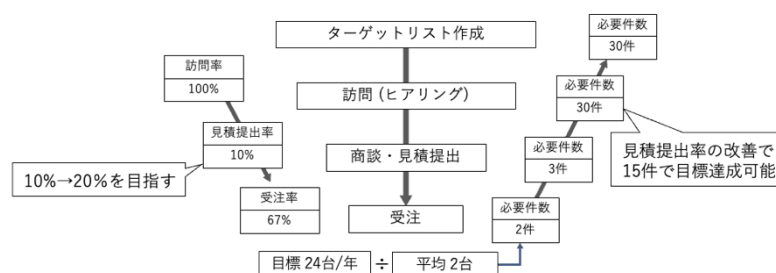 ターゲットリスト作成
必要件数
30件
訪問率
100%
訪問 (ヒアリング)
必要件数
30件
見積提出率
10%
商談・見積提出
必要件数
3件
見積提出率の改善で
15件で目標達成可能
10%→20%を目指す
受注率
67%
受注
必要件数
2件
目標 24台/年 ÷ 平均 2台